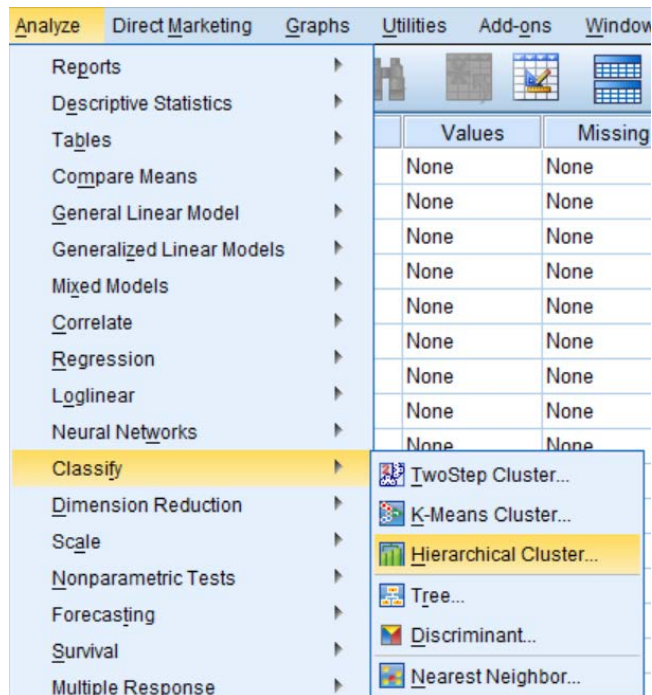 Analyze Direct Marketing Graphs Utilities Add-ons Window
Reports
Descriptive Statistics
Tables
Values Missing
Compare Means
None None
General Linear Model
None None
Generalized Linear Models
None None
Mixed Models
None None
Correlate
None None
Regression
None None
Loglinear
None None
Neural Networks
None None
None None
Classify
TwoStep Cluster...
Dimension Reduction
K-Means Cluster...
Scale
Hierarchical Cluster...
Nonparametric Tests
Tree...
Forecasting
Discriminant...
Survival
Nearest Neighbor...
Multiple Response